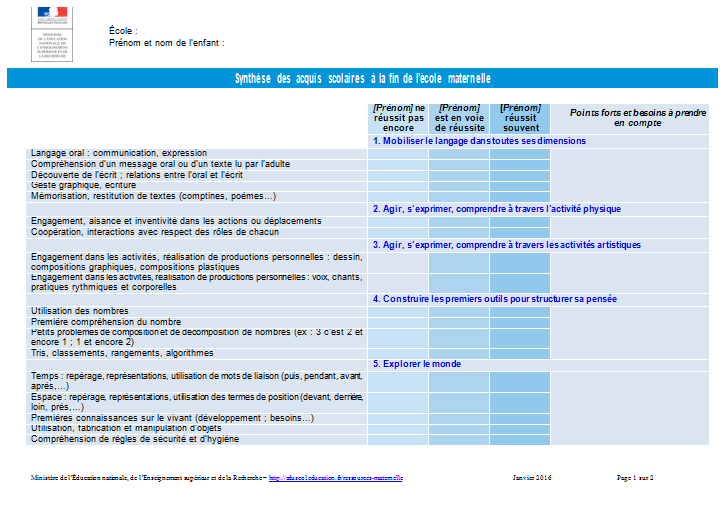 MINISTÈRE
DE L'ÉDUCATION
NATIONALE, DE
L'ENSEIGNEMENT
SUPÉRIEUR ET DE
LA RECHERCHE
École :
Prénom et nom de l'enfant :
Synthèse des acquis scolaires à la fin de l'école maternelle
[Prénom] ne réussit pas encore
[Prénom] est en voie de réussite
[Prénom] réussit souvent
Points forts et besoins à prendre en compte
1. Mobiliser le langage dans toutes ses dimensions
Langage oral : communication, expression
Compréhension d'un message oral ou d'un texte lu par l'adulte
Découverte de l'écrit ; relations entre l'oral et l'écrit
Geste graphique, écriture
Mémorisation, restitution de textes (comptines, poèmes…)
2. Agir, s'exprimer, comprendre à travers l'activité physique
Engagement, aisance et inventivité dans les actions ou déplacements
Coopération, interactions avec respect des rôles de chacun
3. Agir, s'exprimer, comprendre à travers les activités artistiques
Engagement dans les activités, réalisation de productions personnelles : dessin,
compositions graphiques, compositions plastiques
Engagement dans les activités, réalisation de productions personnelles : voix, chants,
pratiques rythmiques et corporelles
4. Construire les premiers outils pour structurer sa pensée
Utilisation des nombres
Première compréhension du nombre
Petits problèmes de composition et de décomposition de nombres (ex : 3 c'est 2 et
encore 1 ; 1 et encore 2)
Tris, classements, rangements, algorithmes
5. Explorer le monde
Temps : repérage, représentations, utilisation de mots de liaison (puis, pendant, avant,
après,…)
Espace : repérage, représentations, utilisation des termes de position (devant, derrière,
loin, près,…)
Premières connaissances sur le vivant (développement ; besoins…)
Utilisation, fabrication et manipulation d'objets
Compréhension de règles de sécurité et d'hygiène
Ministère de l'Éducation nationale, de l'Enseignement supérieur et de la Recherche – http://eduscol.education.fr/ressources-maternelle Janvier 2016 Page 1 sur 2